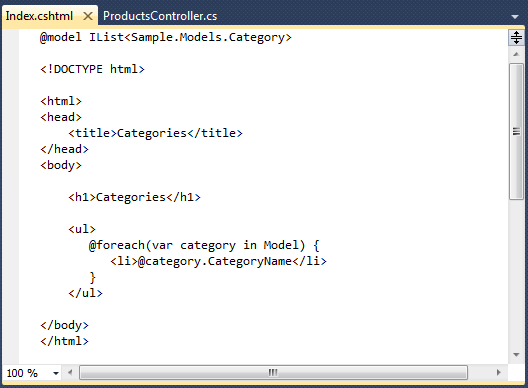 Index.cshtml ProductsController.cs
@model IList<Sample.Models.Category>
<!DOCTYPE html>
<html>
<head>
<title>Categories</title>
</head>
<body>
<h1>Categories</h1>
<ul>
@foreach(var category in Model) {
<li>@category.CategoryName</li>
}
</ul>
</body>
</html>
100 %